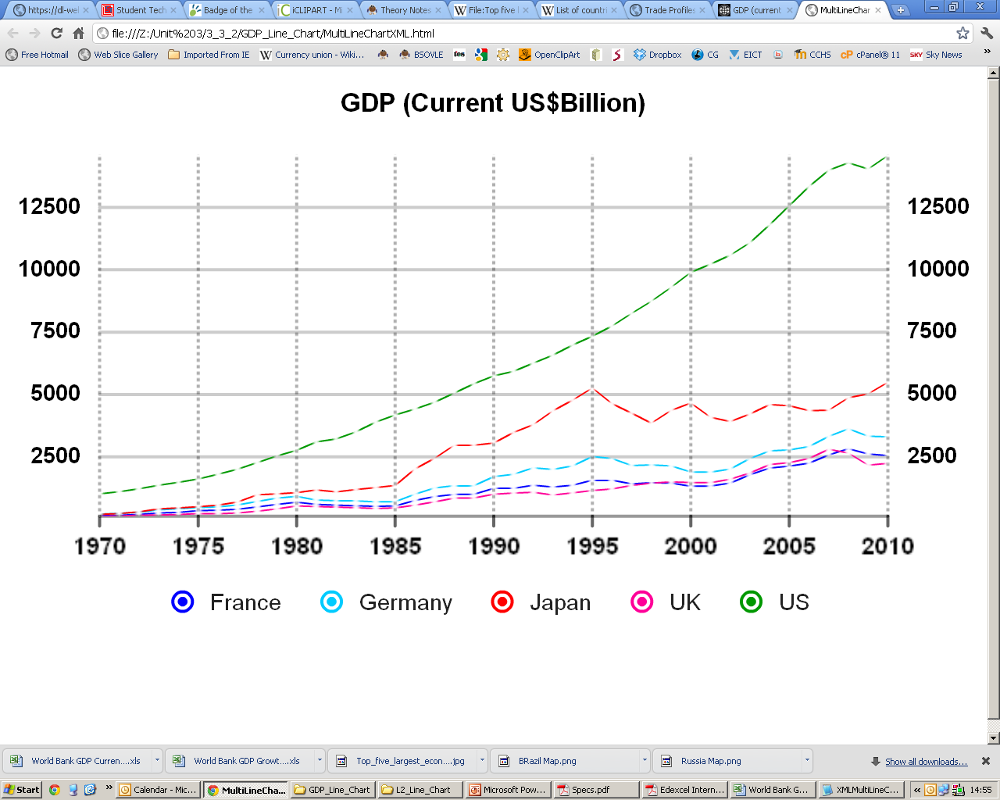 https://dl-wel
Student Tech
Badge of the
iCLIPART - Mi
Theory Notes
File:Top five l
List of countri
Trade Profiles
GDP (current
MultiLineChar
file:///Z:/Unit%203/3_3_2/GDP_Line_Chart/MultiLineChartXML.html
Free Hotmail Web Slice Gallery Imported From IE Currency union - Wiki... BSOVLE tes OpenClipArt Dropbox CG EICT CCHS cPanel® 11 SKY Sky News »
GDP (Current US$Billion)
12500 12500
10000 10000
7500 7500
5000 5000
2500 2500
1970 1975 1980 1985 1990 1995 2000 2005 2010
France Germany Japan UK US
World Bank GDP Curren....xls World Bank GDP Growt....xls Top_five_largest_econ....jpg BRazil Map.png Russia Map.png Show all downloads...
Start » Calendar - Mic... MultiLineCha... GDP_Line_Chart L2_Line_Chart Microsoft Pow... Specs.pdf Edexcel Intern... World Bank G... XMLMultiLineC... « 14:55